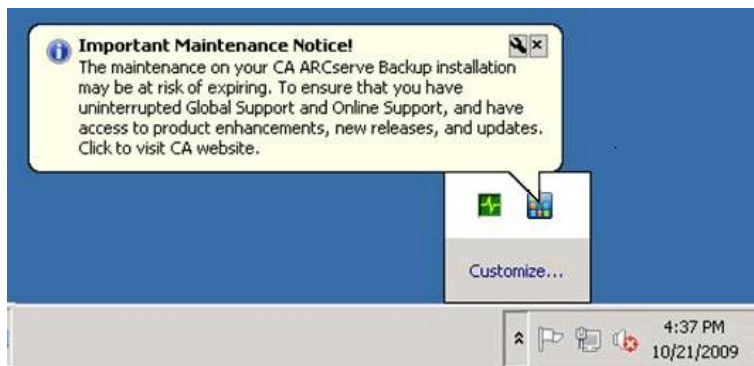 Important Maintenance Notice!
The maintenance on your CA ARCserve Backup installation
may be at risk of expiring. To ensure that you have
uninterrupted Global Support and Online Support, and have
access to product enhancements, new releases, and updates.
Click to visit CA website.
Customize...
4:37 PM
10/21/2009